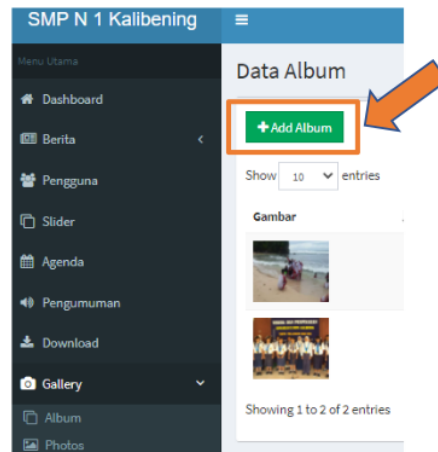 SMP N 1 Kalibening
Menu Utama
Dashboard
Berita
Pengguna
Slider
Agenda
Pengumuman
Download
Gallery
Album
Photos
Data Album
+Add Album
Show 10 entries
Gambar
Showing 1 to 2 of 2 entries